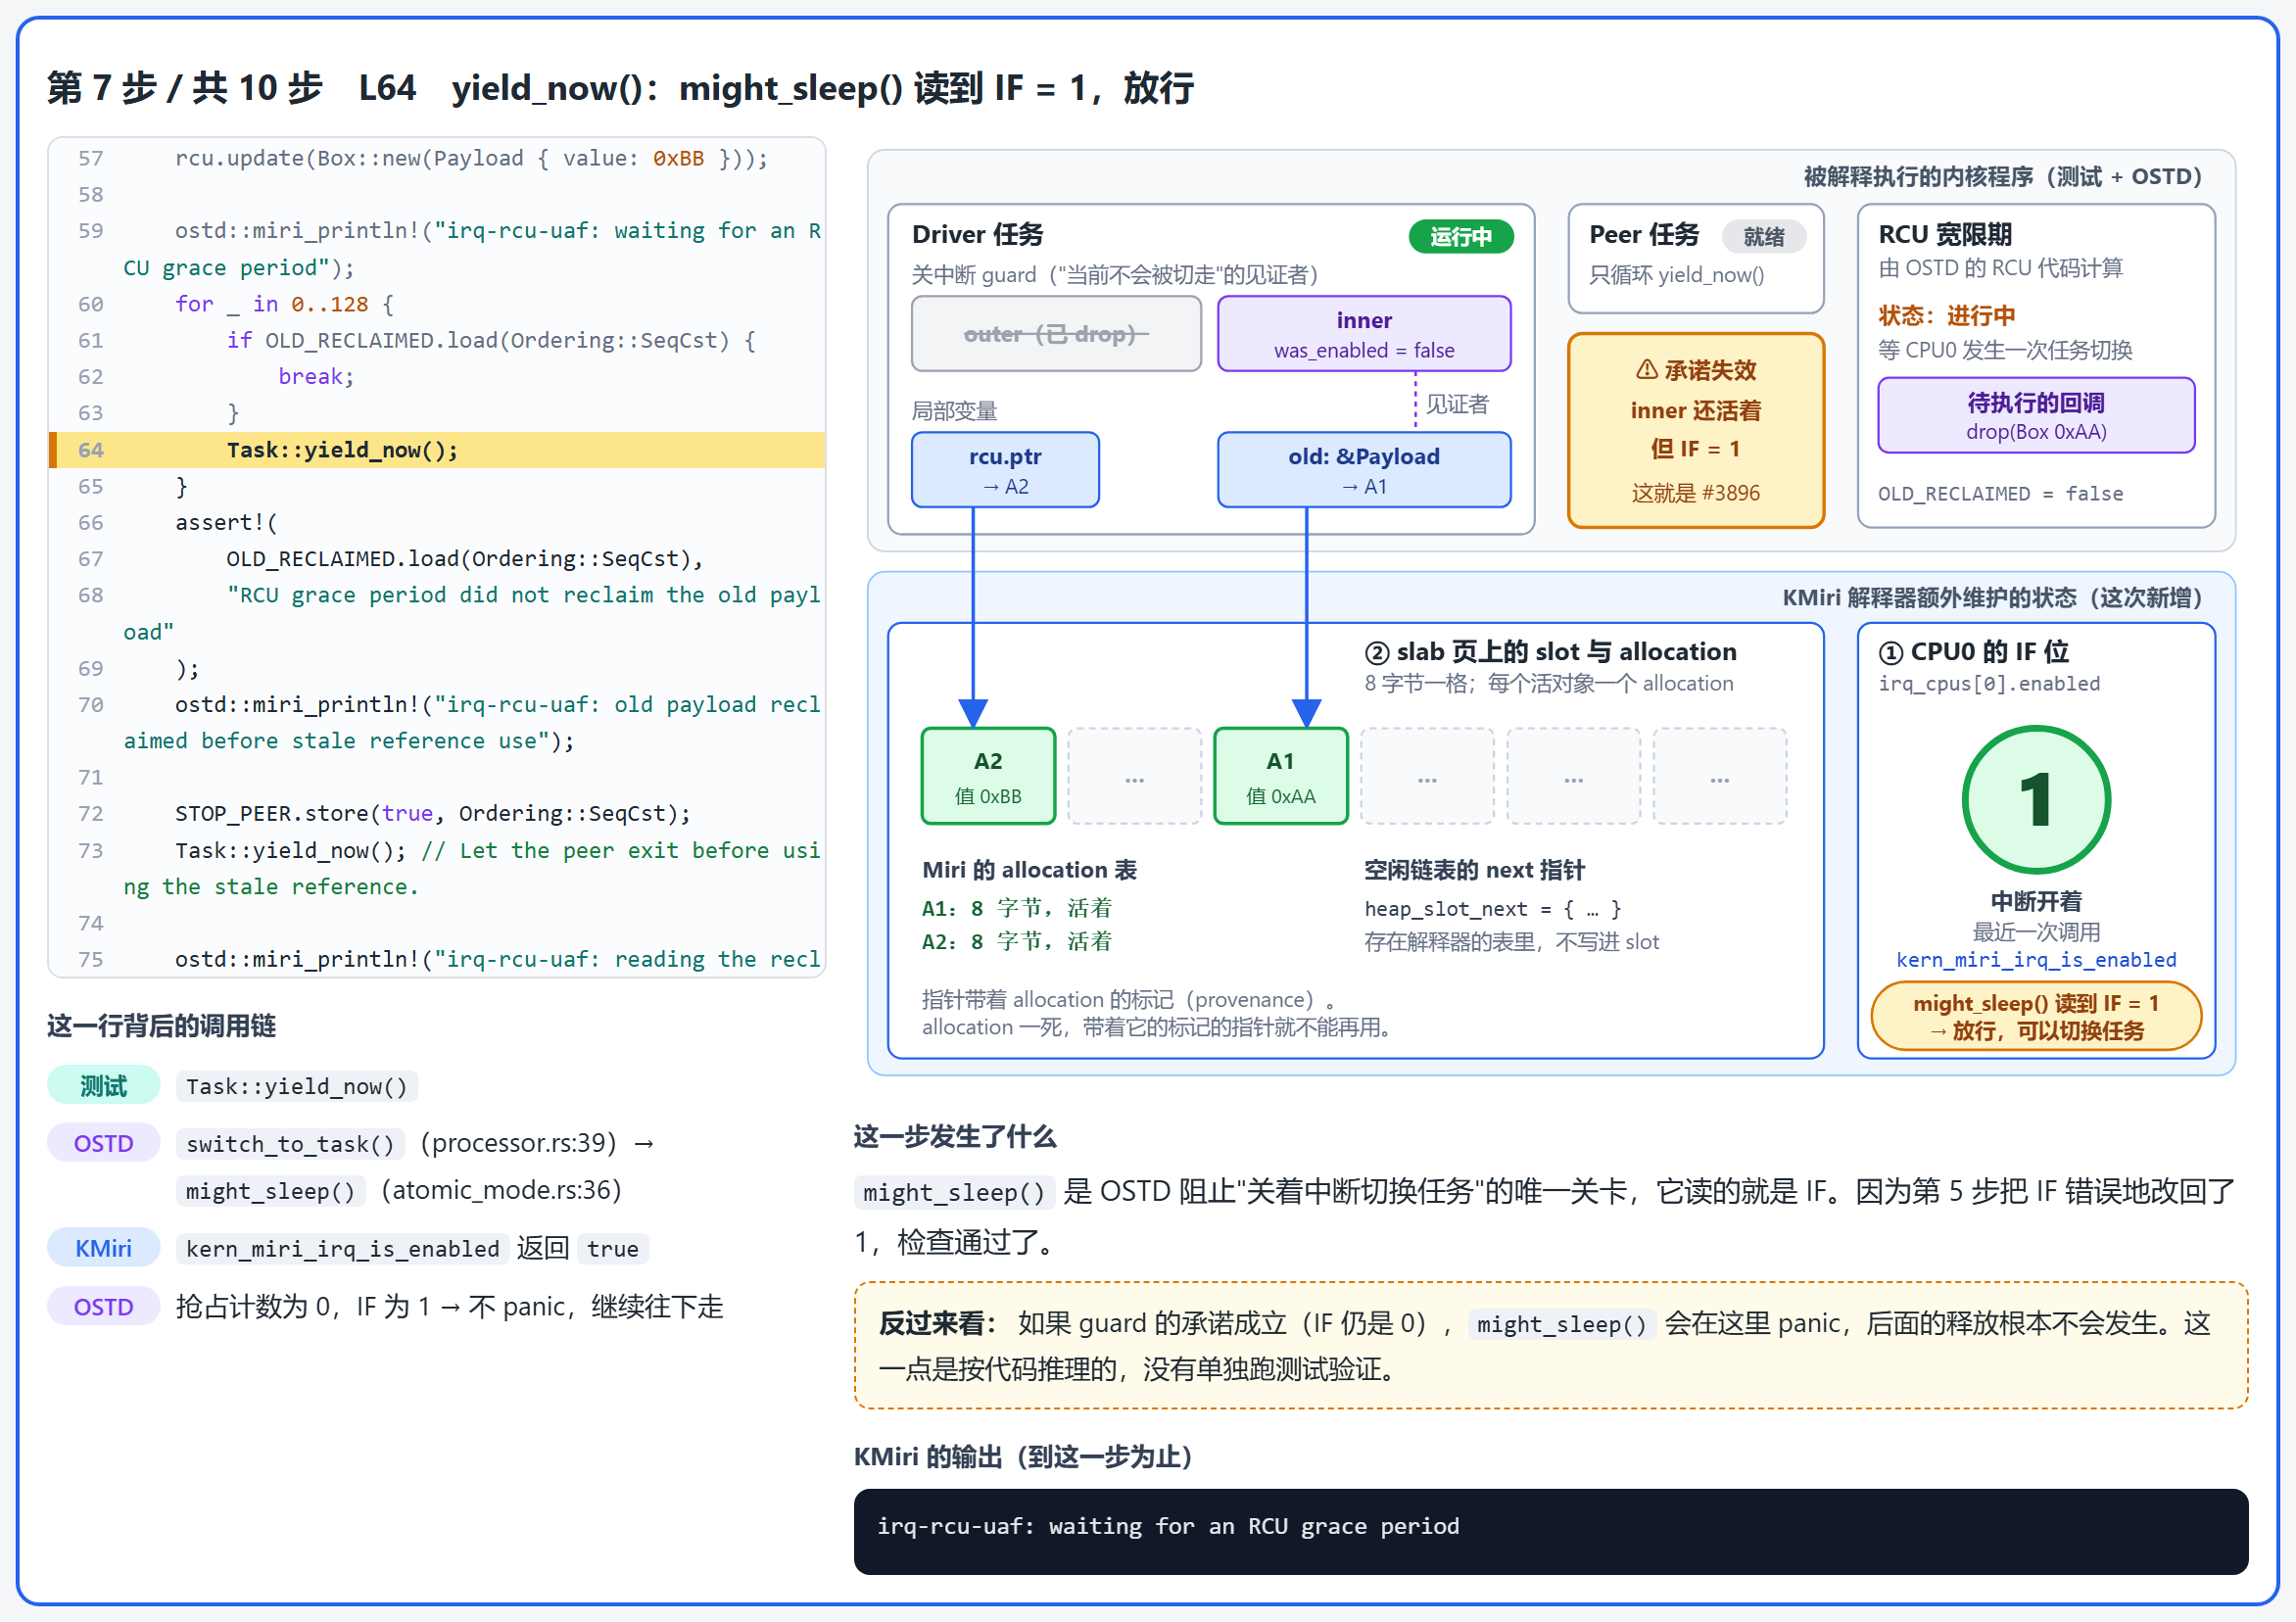 第 7 步 / 共 10 步 L64 yield_now()：might_sleep() 读到 IF = 1，放行
57 rcu.update(Box::new(Payload { value: 0xBB }));
58
59 ostd::miri_println!("irq-rcu-uaf: waiting for an R
CU grace period");
60 for _ in 0..128 {
61 if OLD_RECLAIMED.load(Ordering::SeqCst) {
62 break;
63 }
64 Task::yield_now();
65 }
66 assert!(
67 OLD_RECLAIMED.load(Ordering::SeqCst),
68 "RCU grace period did not reclaim the old payl
oad"
69 );
70 ostd::miri_println!("irq-rcu-uaf: old payload recl
aimed before stale reference use");
71
72 STOP_PEER.store(true, Ordering::SeqCst);
73 Task::yield_now(); // Let the peer exit before usi
ng the stale reference.
74
75 ostd::miri_println!("irq-rcu-uaf: reading the recl
这一行背后的调用链
测试 Task::yield_now()
OSTD switch_to_task()（processor.rs:39）→
might_sleep()（atomic_mode.rs:36）
KMiri kern_miri_irq_is_enabled 返回 true
OSTD 抢占计数为 0，IF 为 1 → 不 panic，继续往下走
被解释执行的内核程序（测试 + OSTD）
Driver 任务 运行中
关中断 guard（"当前不会被切走"的见证者）
outer（已 drop）
inner
was_enabled = false
见证者
局部变量
rcu.ptr
→ A2
old: &Payload
→ A1
Peer 任务 就绪
只循环 yield_now()
⚠ 承诺失效
inner 还活着
但 IF = 1
这就是 #3896
RCU 宽限期
由 OSTD 的 RCU 代码计算
状态：进行中
等 CPU0 发生一次任务切换
待执行的回调
drop(Box 0xAA)
OLD_RECLAIMED = false
KMiri 解释器额外维护的状态（这次新增）
② slab 页上的 slot 与 allocation
8 字节一格；每个活对象一个 allocation
A2
值 0xBB
...
A1
值 0xAA
...
...
...
Miri 的 allocation 表
A1：8 字节，活着
A2：8 字节，活着
空闲链表的 next 指针
heap_slot_next = { … }
存在解释器的表里，不写进 slot
指针带着 allocation 的标记（provenance）。
allocation 一死，带着它的标记的指针就不能再用。
① CPU0 的 IF 位
irq_cpus[0].enabled
1
中断开着
最近一次调用
kern_miri_irq_is_enabled
might_sleep() 读到 IF = 1
→ 放行，可以切换任务
这一步发生了什么
might_sleep() 是 OSTD 阻止"关着中断切换任务"的唯一关卡，它读的就是 IF。因为第 5 步把 IF 错误地改回了
1，检查通过了。
反过来看： 如果 guard 的承诺成立（IF 仍是 0），might_sleep() 会在这里 panic，后面的释放根本不会发生。这
一点是按代码推理的，没有单独跑测试验证。
KMiri 的输出（到这一步为止）
irq-rcu-uaf: waiting for an RCU grace period